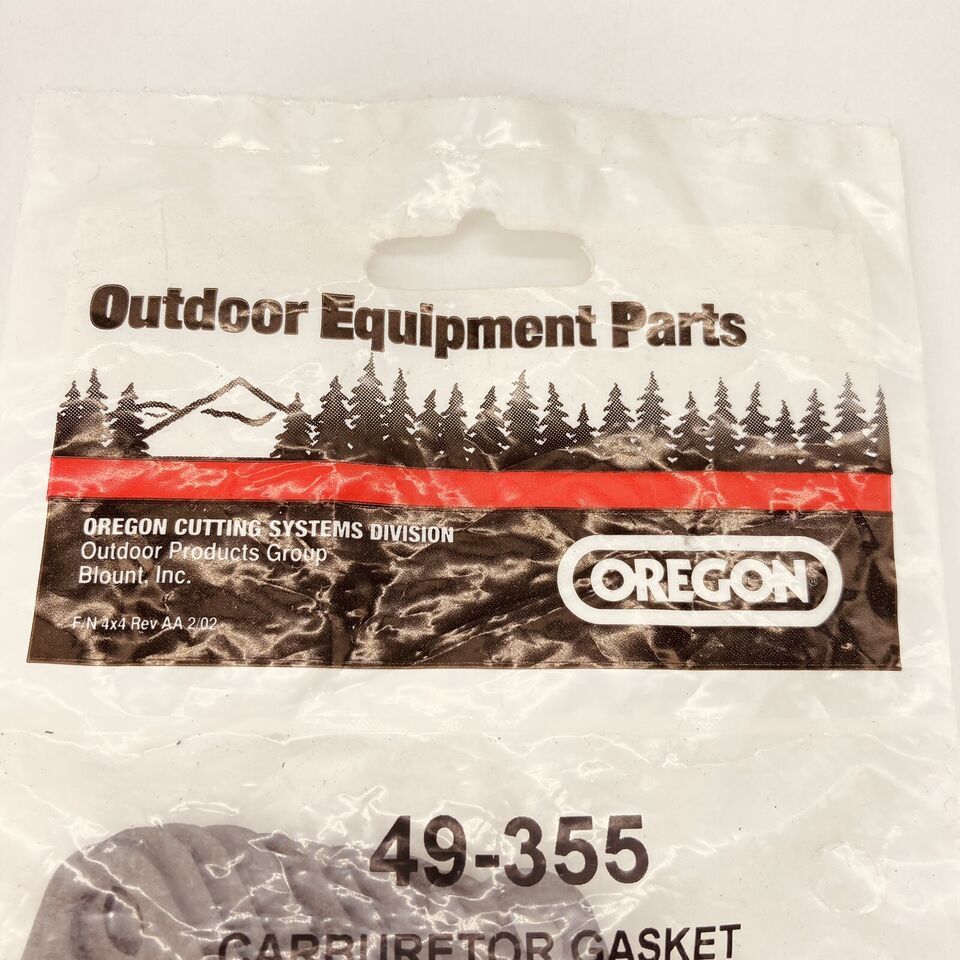 Outdoor Equipment Parts
OREGON CUTTING SYSTEMS DIVISION
Outdoor Products Group
Blount, Inc.
F/N 4x4 Rev AA 2/02
OREGON®
49-355
CARBURETOR GASKET